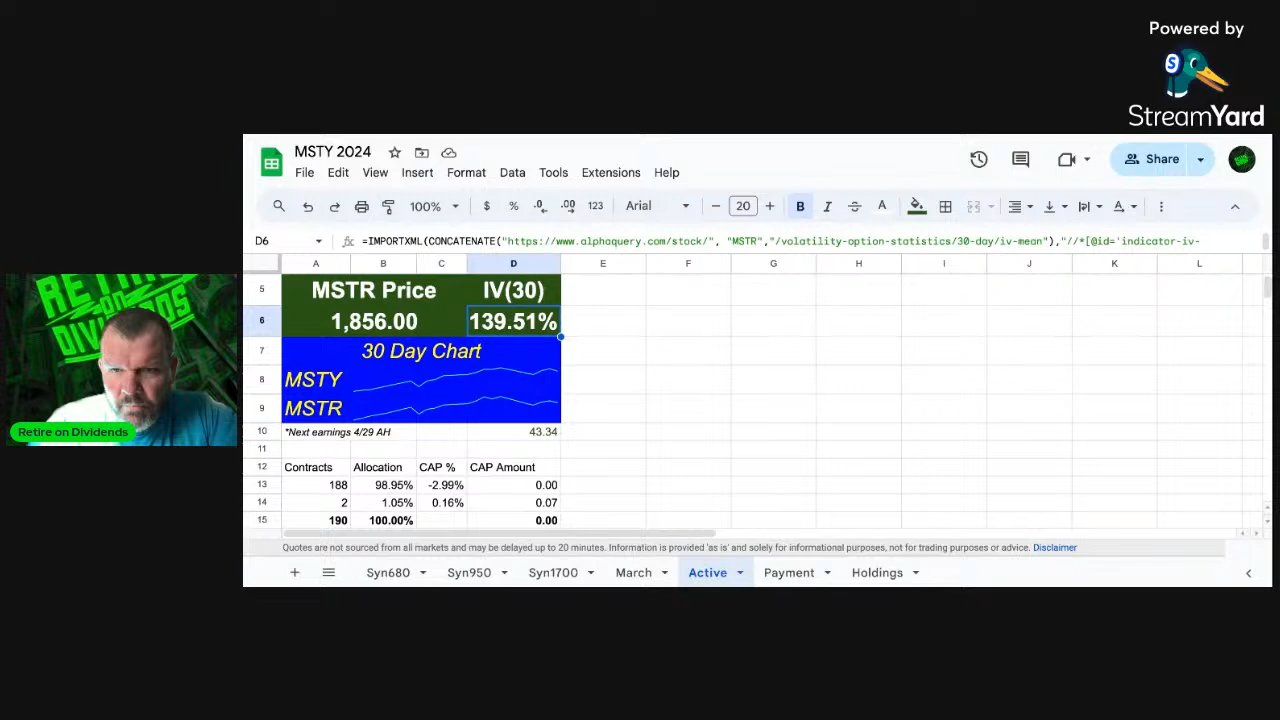 Powered by
StreamYard
MSTY 2024
File Edit View Insert Format Data Tools Extensions Help
Share
100% $ % .0 .00 123 Arial − 20 + B I A
D6 fx =IMPORTXML(CONCATENATE("https://www.alphaquery.com/stock/", "MSTR","/volatility-option-statistics/30-day/iv-mean"),"//*[@id='indicator-iv-
A B C D E F G H I J K L
5 MSTR Price IV(30)
6 1,856.00 139.51%
7 30 Day Chart
8 MSTY
9 MSTR
10 *Next earnings 4/29 AH 43.34
11
12 Contracts Allocation CAP % CAP Amount
13 188 98.95% -2.99% 0.00
14 2 1.05% 0.16% 0.07
15 190 100.00% 0.00
Quotes are not sourced from all markets and may be delayed up to 20 minutes. Information is provided 'as is' and solely for informational purposes, not for trading purposes or advice. Disclaimer
+ Syn680 Syn950 Syn1700 March Active Payment Holdings
RETIRE
ON
DIVIDENDS
Retire on Dividends